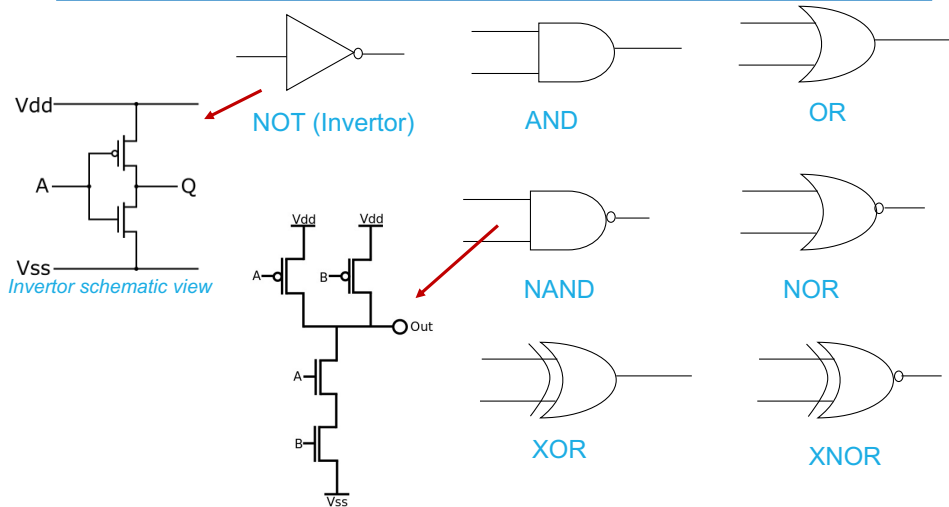 NOT (Invertor)
AND
OR
Vdd
A
Q
Vss
Invertor schematic view
Vdd
Vdd
A
B
Out
A
B
Vss
NAND
NOR
XOR
XNOR